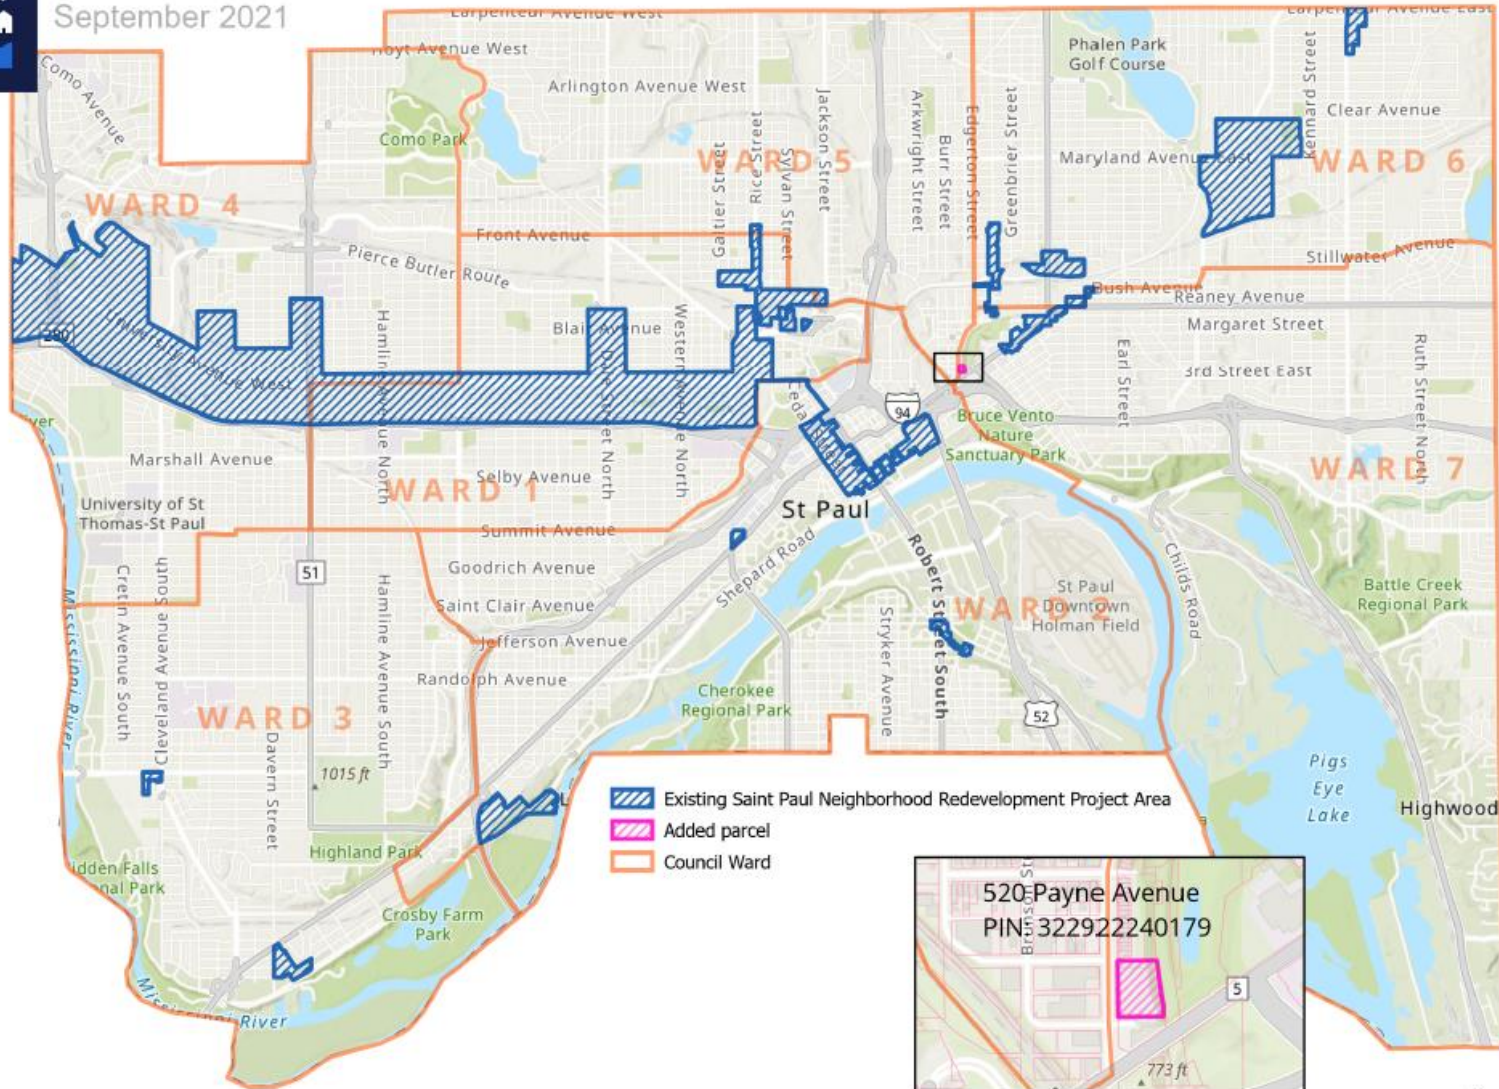 September 2021
Larpenteur Avenue West
Hoyt Avenue West
Como Avenue
Arlington Avenue West
Como Park
Jackson Street
Rice Street
Sylvan Street
Galtier Street
Arkwright Street
Burr Street
Edgerton Street
Greenbrier Street
Phalen Park
Golf Course
Kennard Street
Clear Avenue
Maryland Avenue East
WARD 4
WARD 5
WARD 6
Front Avenue
Pierce Butler Route
Stillwater Avenue
Bush Avenue
Reaney Avenue
Margaret Street
Blair Avenue
280
University Avenue West
Hamline Avenue North
Dale Street North
Western Avenue North
Earl Street
3rd Street East
Ruth Street North
94
Bruce Vento
Nature
Sanctuary Park
Marshall Avenue
Selby Avenue
WARD 1
WARD 7
University of St
Thomas-St Paul
St Paul
Summit Avenue
51
Goodrich Avenue
Saint Clair Avenue
Jefferson Avenue
Randolph Avenue
Shepard Road
Robert Street South
Stryker Avenue
WARD 2
St Paul
Downtown
Holman Field
Childs Road
Battle Creek
Regional Park
Mississippi River
Cretin Avenue South
Cleveland Avenue South
Hamline Avenue South
WARD 3
Davern Street
1015 ft
Cherokee
Regional Park
52
Pigs
Eye
Lake
Highwood
Highland Park
Crosby Farm
Park
Mississippi River
Existing Saint Paul Neighborhood Redevelopment Project Area
Added parcel
Council Ward
520 Payne Avenue
PIN: 322922240179
5
773 ft